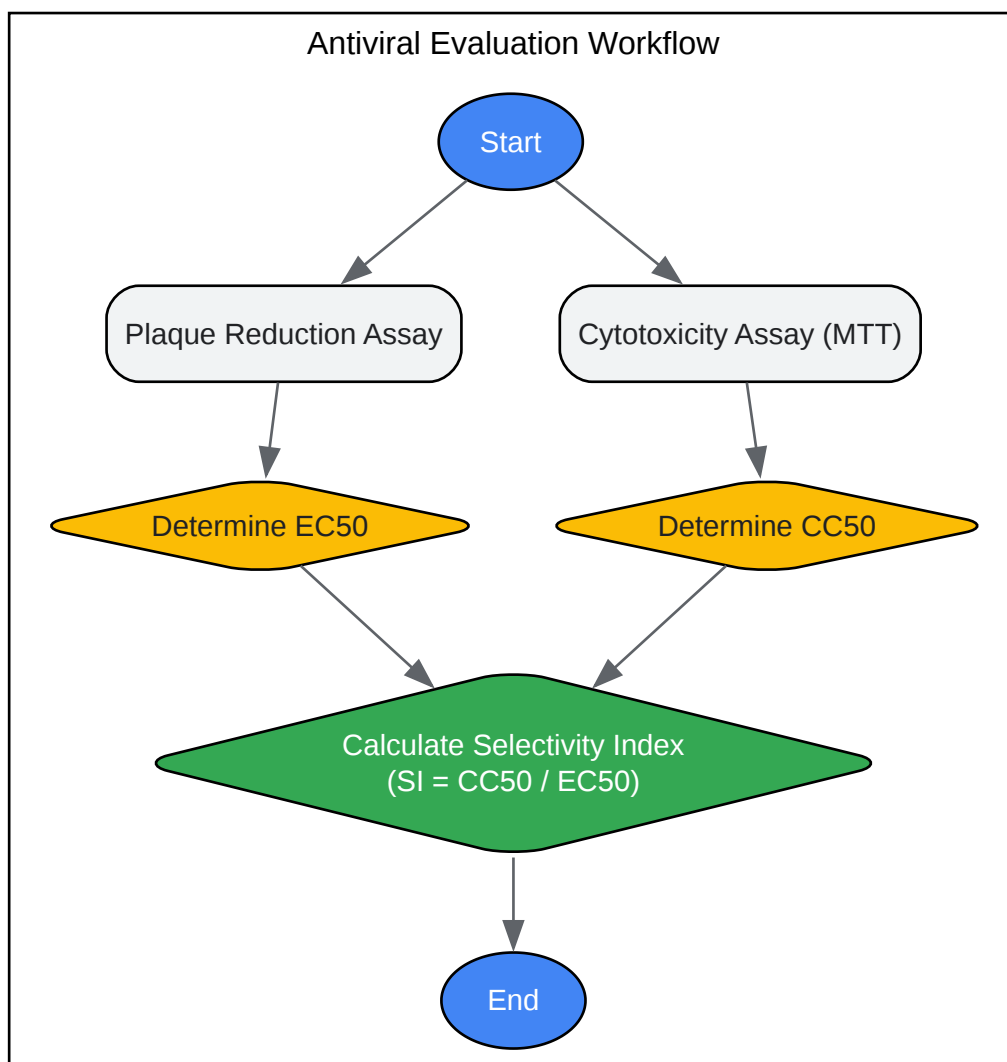 Antiviral Evaluation Workflow
Start
Plaque Reduction Assay
Cytotoxicity Assay (MTT)
Determine EC50
Determine CC50
Calculate Selectivity Index
(SI = CC50 / EC50)
End